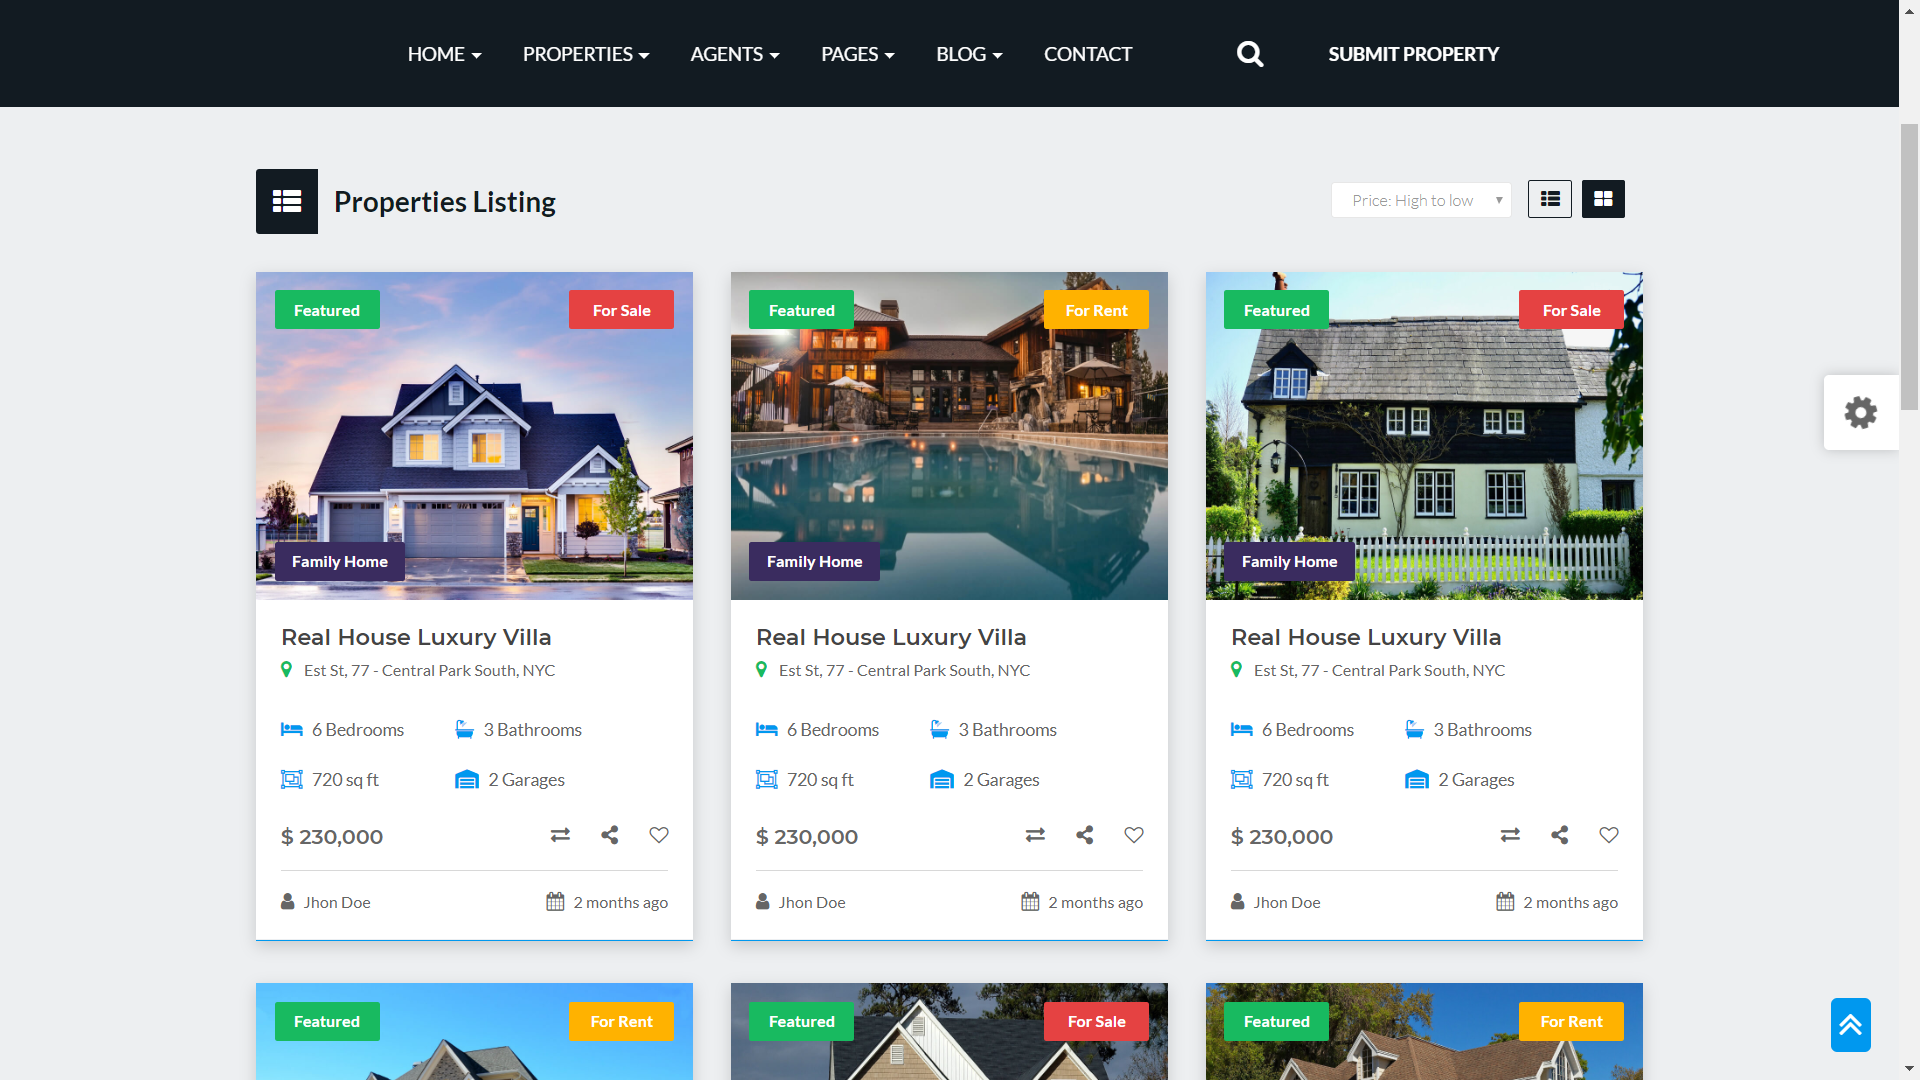 HOME PROPERTIES AGENTS PAGES BLOG CONTACT SUBMIT PROPERTY
Properties Listing
Price: High to low
Featured For Sale
Family Home
Real House Luxury Villa
Est St, 77 - Central Park South, NYC
6 Bedrooms 3 Bathrooms
720 sq ft 2 Garages
$ 230,000
Jhon Doe 2 months ago
Featured For Rent
Family Home
Real House Luxury Villa
Est St, 77 - Central Park South, NYC
6 Bedrooms 3 Bathrooms
720 sq ft 2 Garages
$ 230,000
Jhon Doe 2 months ago
Featured For Sale
Family Home
Real House Luxury Villa
Est St, 77 - Central Park South, NYC
6 Bedrooms 3 Bathrooms
720 sq ft 2 Garages
$ 230,000
Jhon Doe 2 months ago
Featured For Rent
Featured For Sale
Featured For Rent